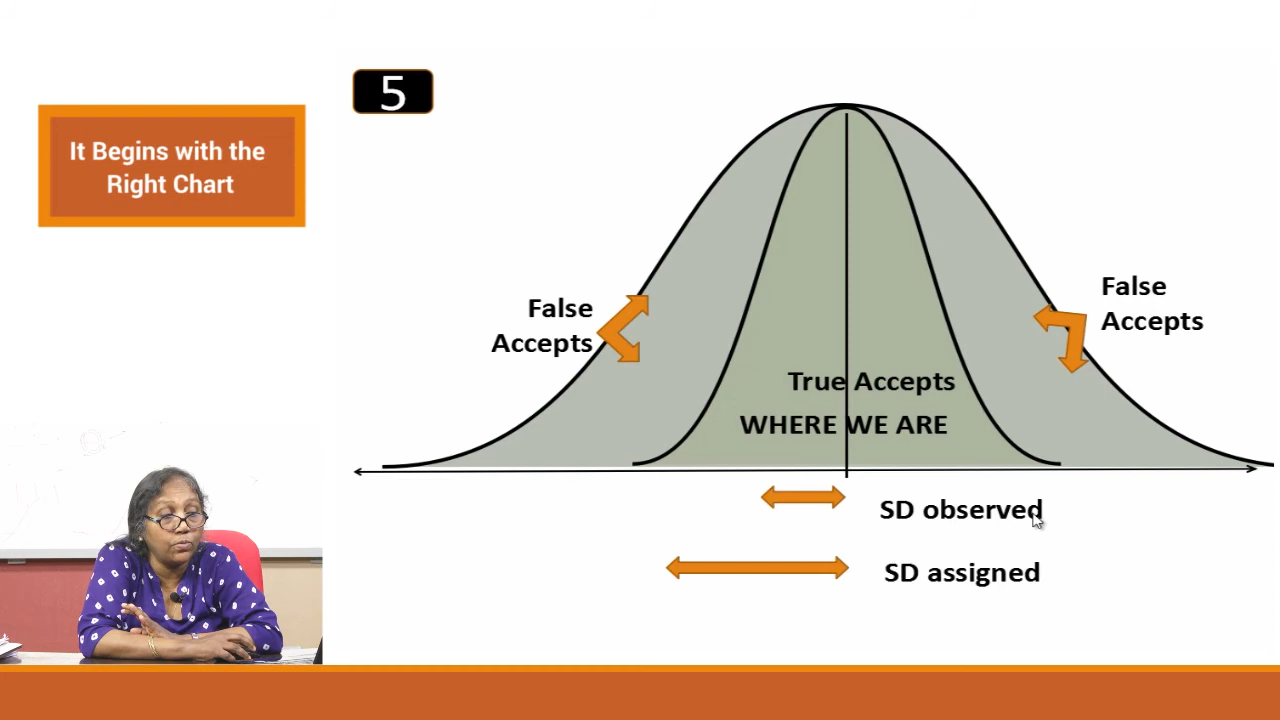 It Begins with the
Right Chart
5
False
Accepts
False
Accepts
True Accepts
WHERE WE ARE
SD observed
SD assigned